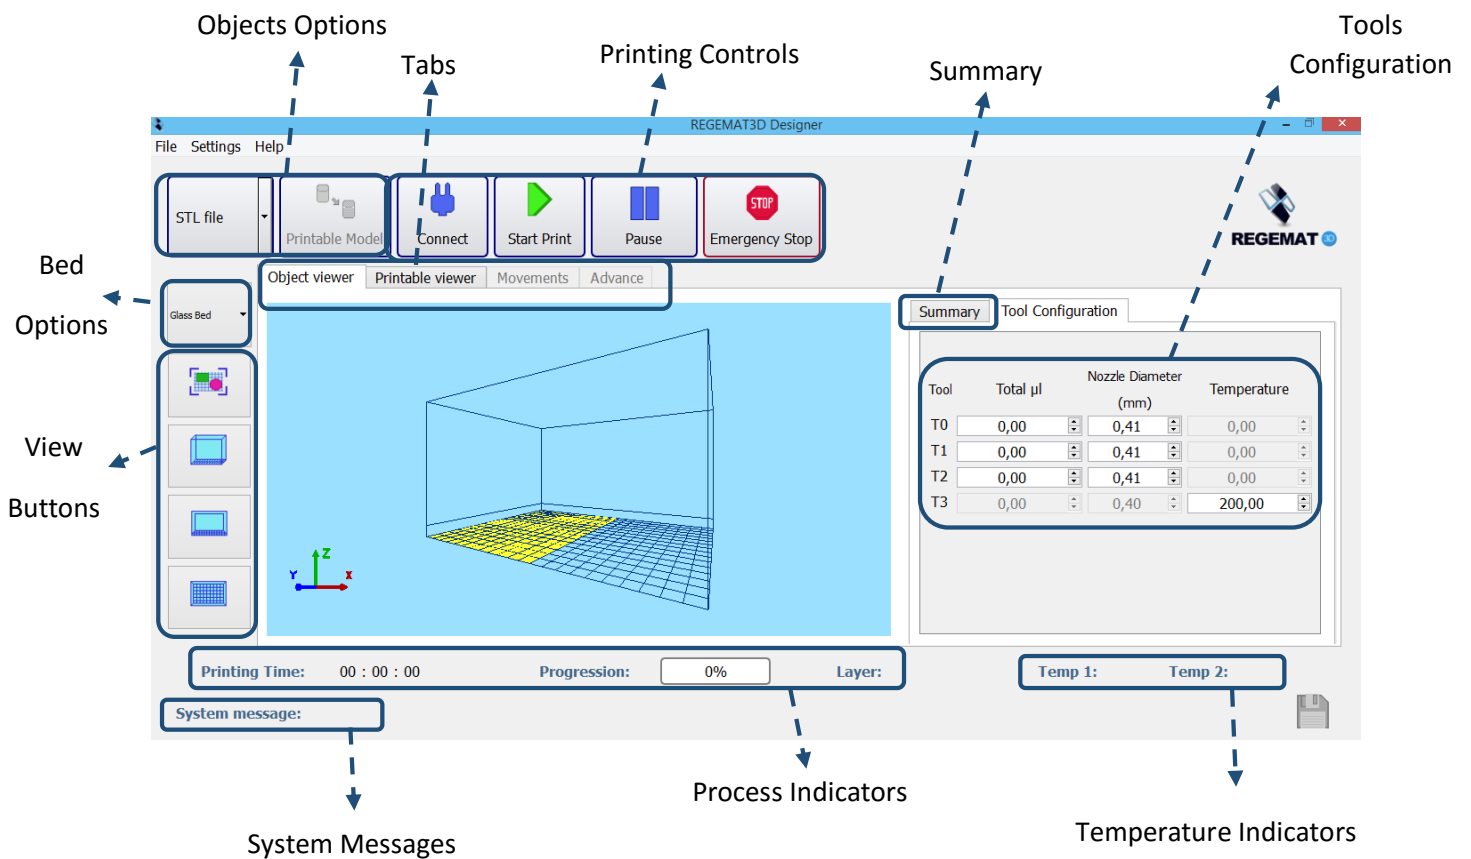 Objects Options
Tabs
Printing Controls
Summary
Tools
Configuration
REGEMAT3D Designer
File Settings Help
STL file
Printable Model
Connect
Start Print
Pause
STOP
Emergency Stop
REGEMAT 3D
Bed
Options
Object viewer Printable viewer Movements Advance
Glass Bed
Summary Tool Configuration
Tool Total µl Nozzle Diameter (mm) Temperature
T0 0,00 0,41 0,00
T1 0,00 0,41 0,00
T2 0,00 0,41 0,00
T3 0,00 0,40 200,00
View
Buttons
Z
Y X
Printing Time: 00 : 00 : 00 Progression: 0% Layer: Temp 1: Temp 2:
System message:
Process Indicators
Temperature Indicators
System Messages